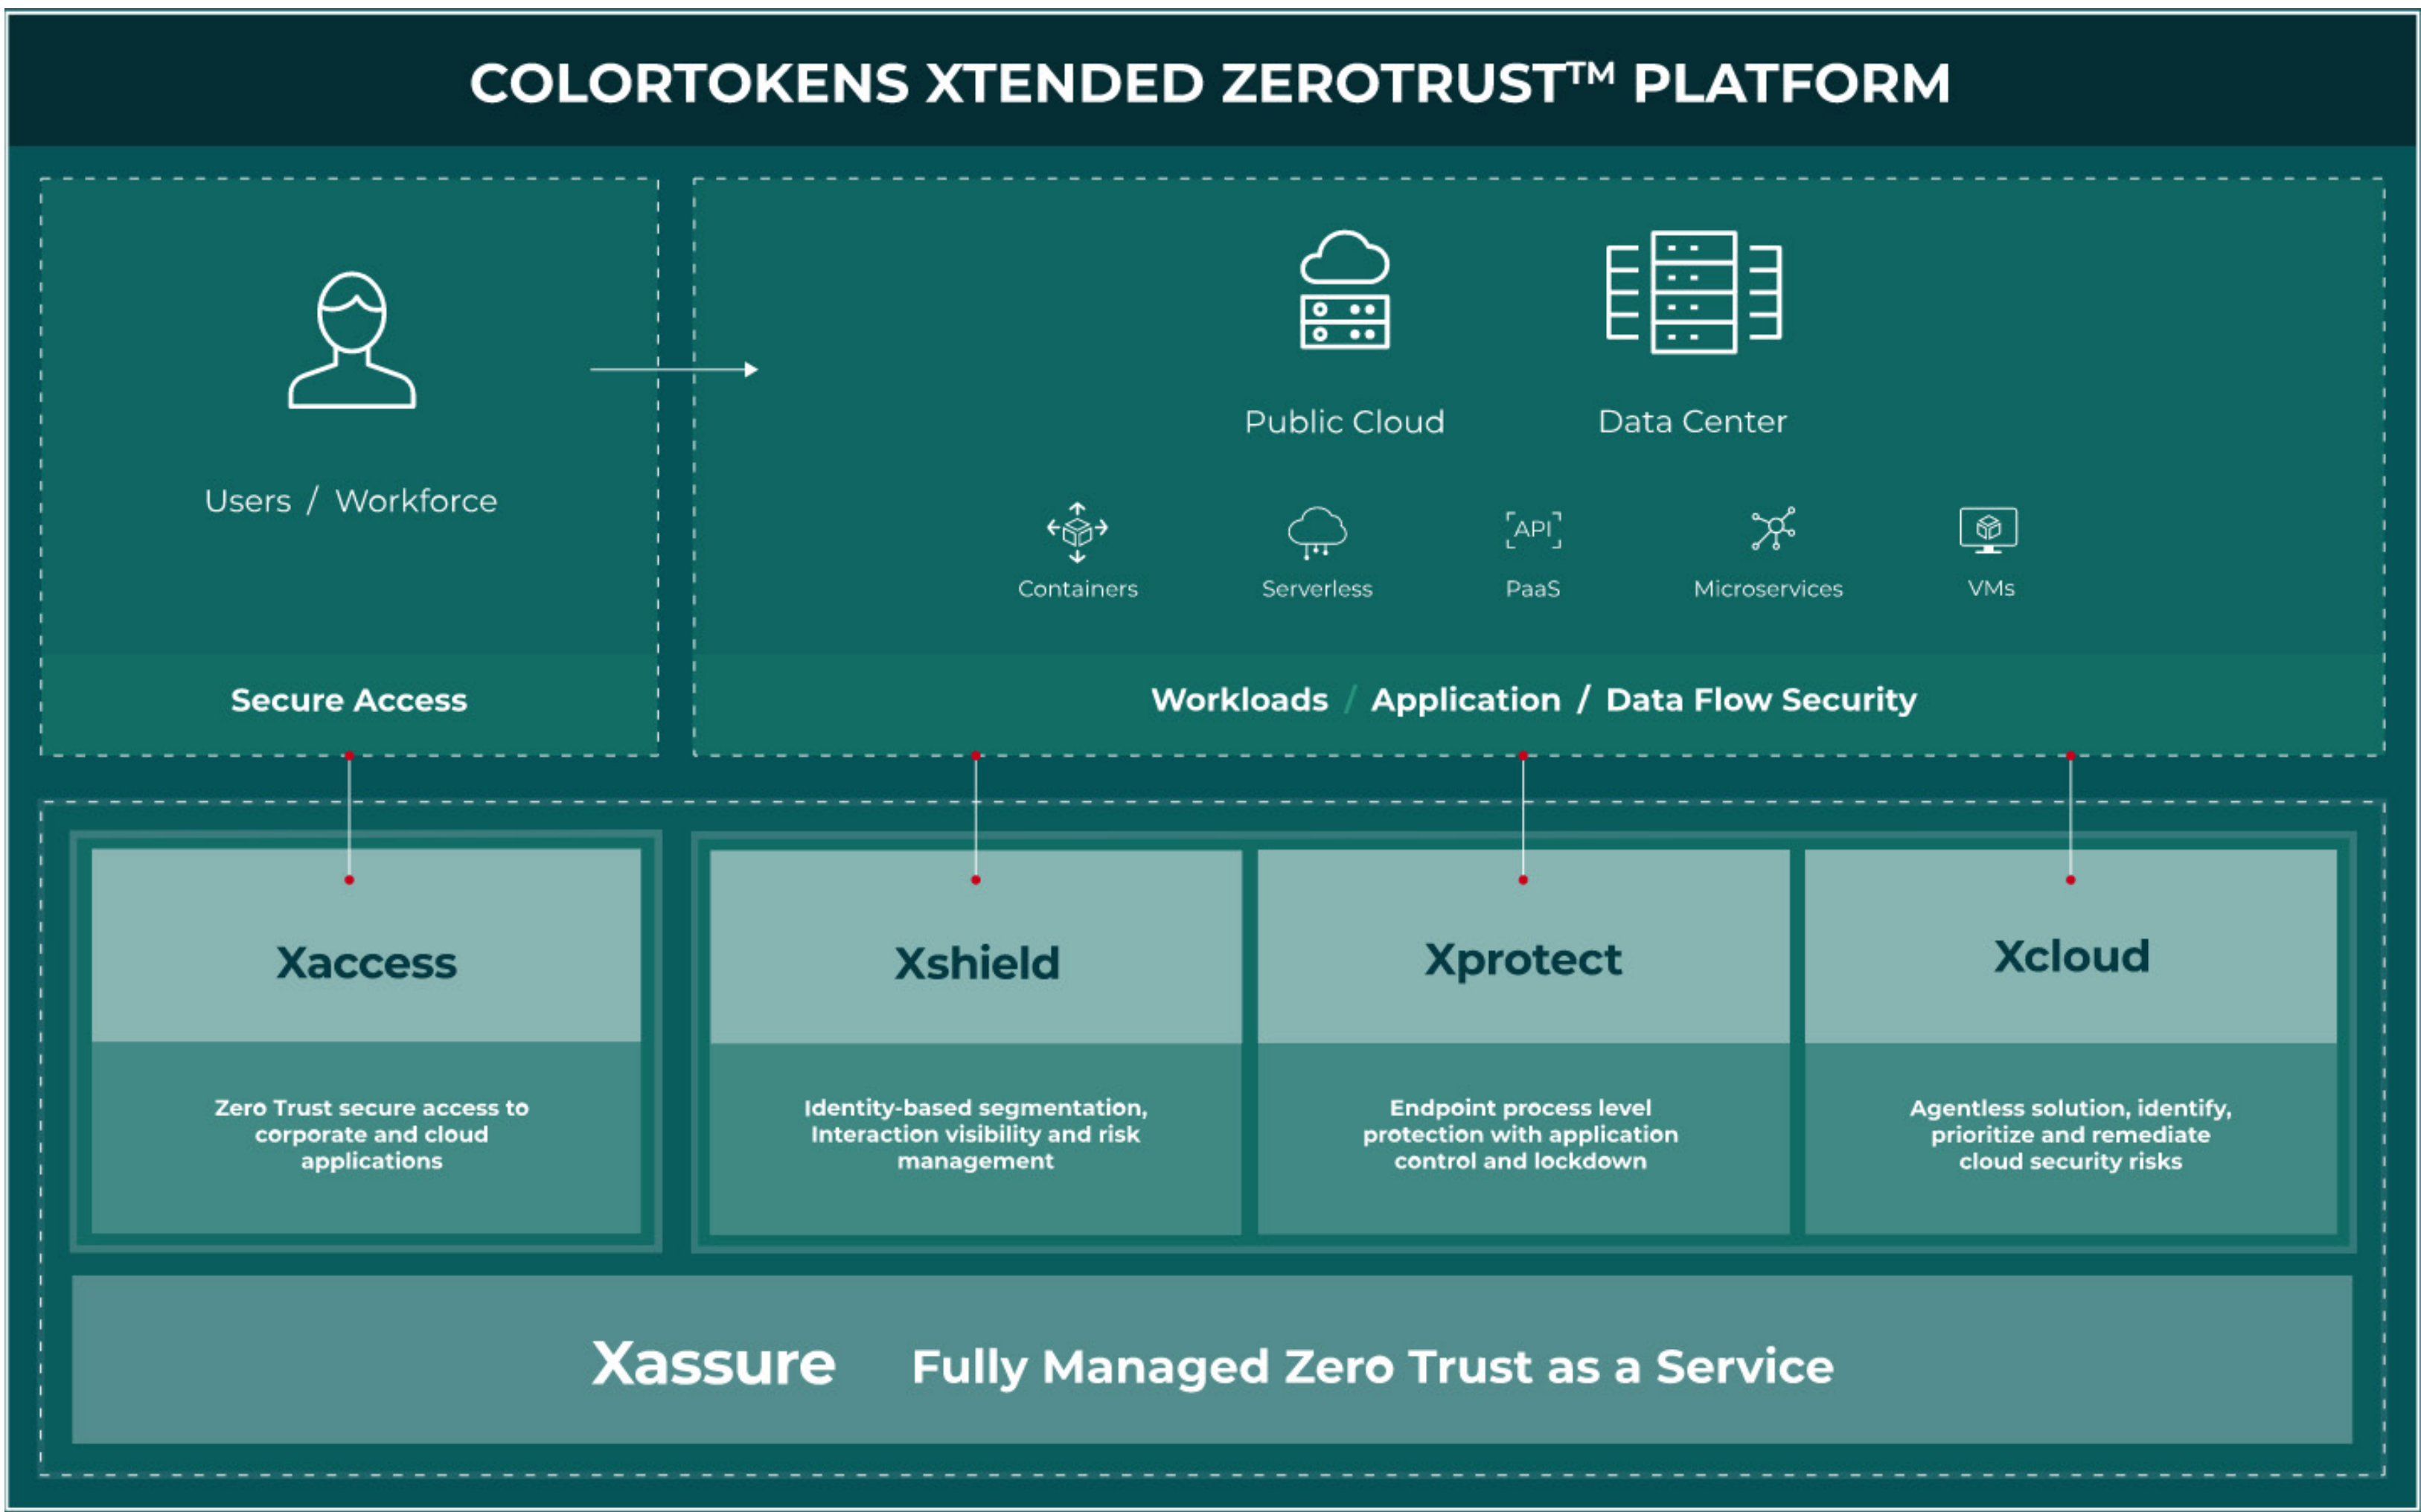 COLORTOKENS XTENDED ZEROTRUST™ PLATFORM
Users / Workforce
Secure Access
Public Cloud
Data Center
Containers
Serverless
API
PaaS
Microservices
VMs
Workloads / Application / Data Flow Security
Xaccess
Zero Trust secure access to
corporate and cloud
applications
Xshield
Identity-based segmentation,
Interaction visibility and risk
management
Xprotect
Endpoint process level
protection with application
control and lockdown
Xcloud
Agentless solution, identify,
prioritize and remediate
cloud security risks
Xassure Fully Managed Zero Trust as a Service